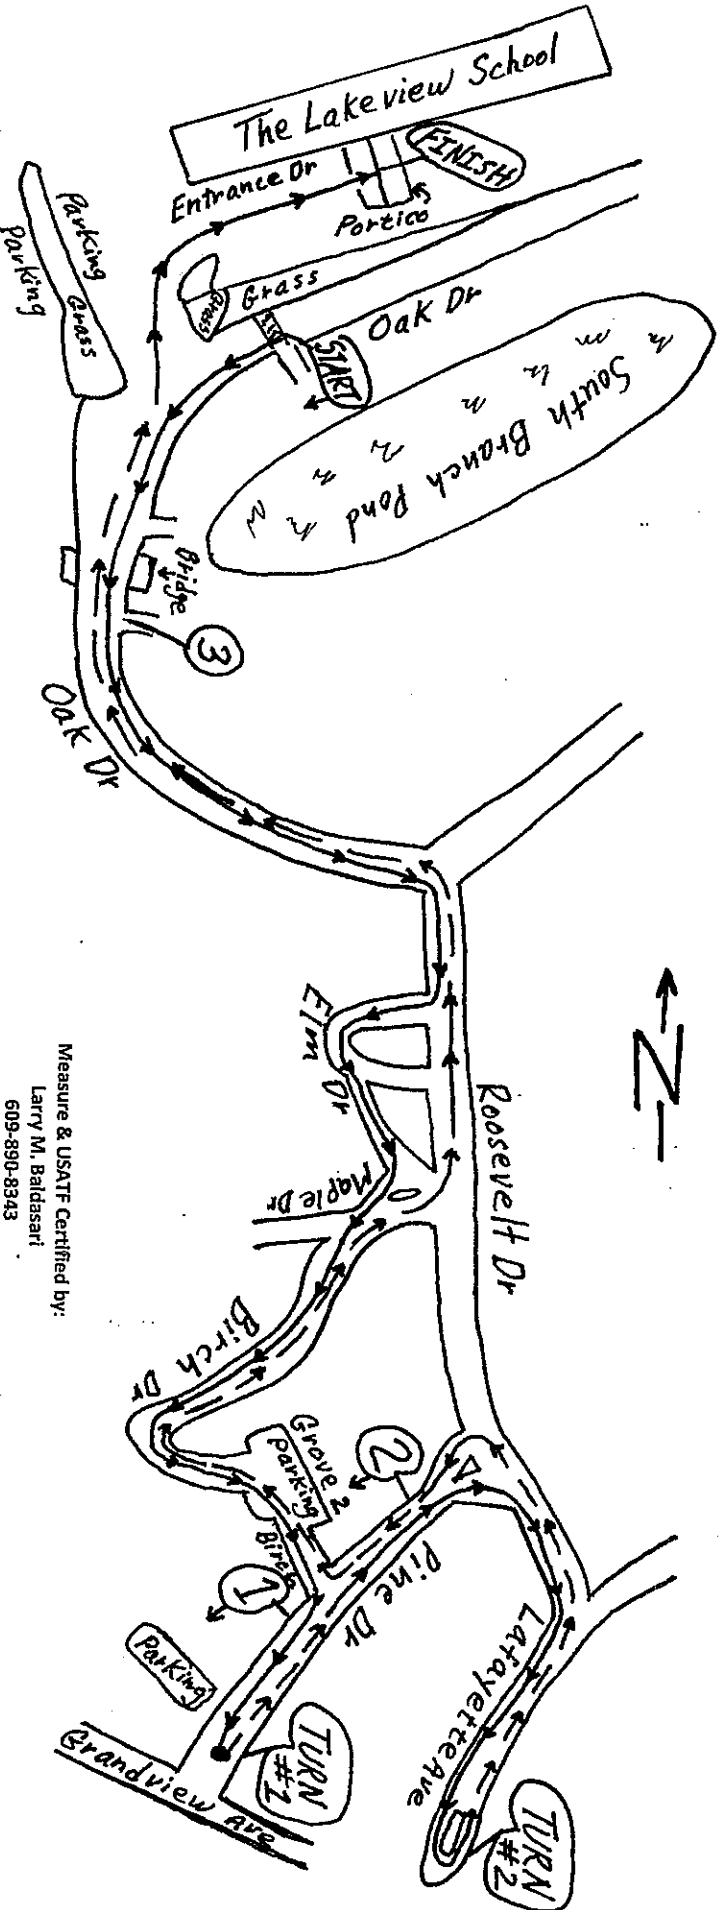 The Lakeview School
FINISH
Entrance Dr
Portico
Parking
Parking
Grass
Grass
Grass
START
Oak Dr
South Branch Pond
Bridge
3
Oak Dr
N
Elm Dr
Roosevelt Dr
Maple Dr
Birch Dr
Grove 2
Parking
2
Birch
1
Pine Dr
Parking
Lafayette Ave
TURN
#1
TURN
#2
Grandview Ave
Measure & USATF Certified by:
Larry M. Baldasari
609-890-8343